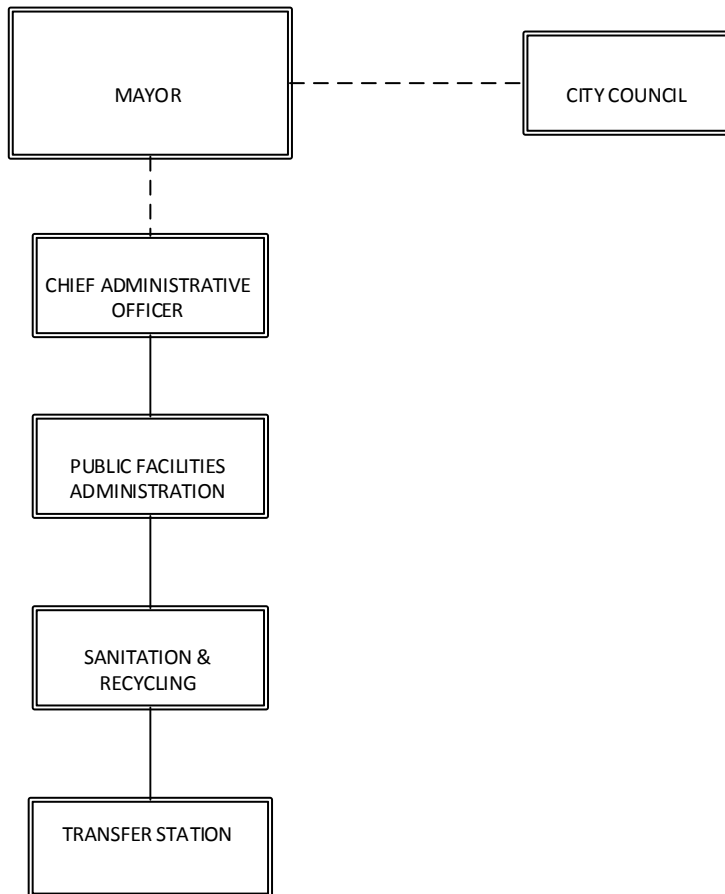 MAYOR
CITY COUNCIL
CHIEF ADMINISTRATIVE
OFFICER
PUBLIC FACILITIES
ADMINISTRATION
SANITATION &
RECYCLING
TRANSFER STATION